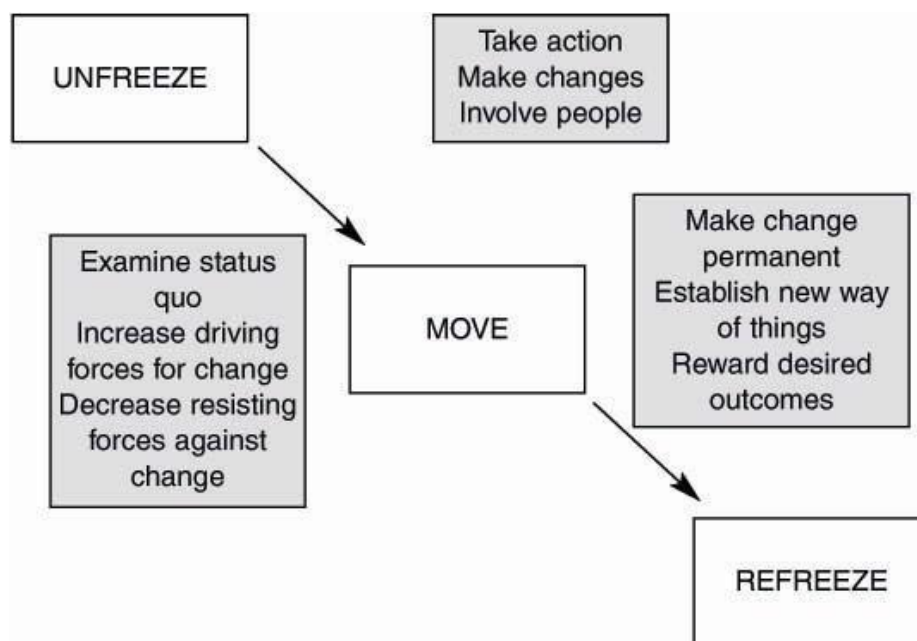 UNFREEZE
Take action
Make changes
Involve people
Examine status
quo
Increase driving
forces for change
Decrease resisting
forces against
change
MOVE
Make change
permanent
Establish new way
of things
Reward desired
outcomes
REFREEZE